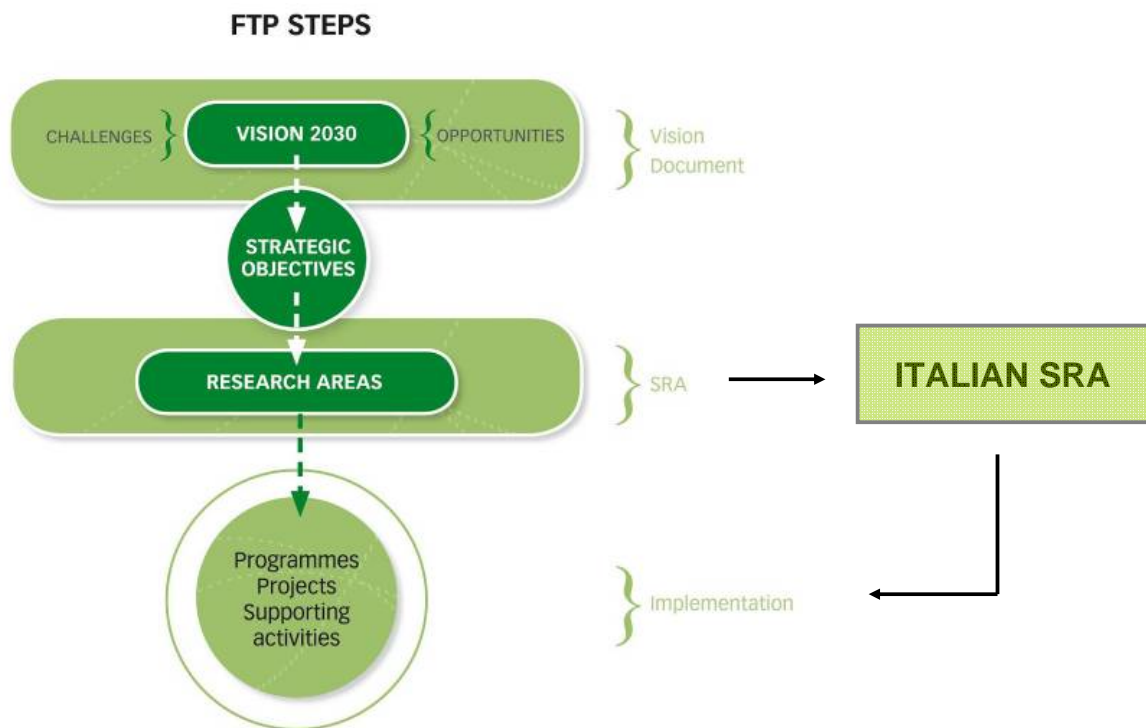 FTP STEPS
CHALLENGES } VISION 2030 { OPPORTUNITIES } Vision
Document
STRATEGIC
OBJECTIVES
RESEARCH AREAS } SRA ITALIAN SRA
Programmes
Projects
Supporting
activities
} Implementation